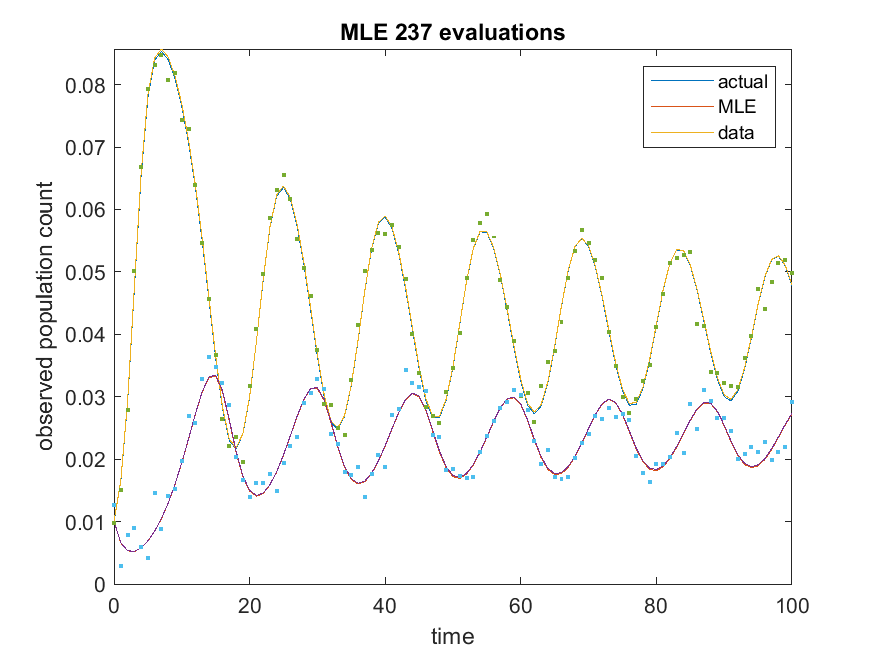 MLE 237 evaluations
actual
MLE
data
0.08
0.07
0.06
0.05
0.04
0.03
0.02
0.01
0
observed population count
0
20
40
60
80
100
time